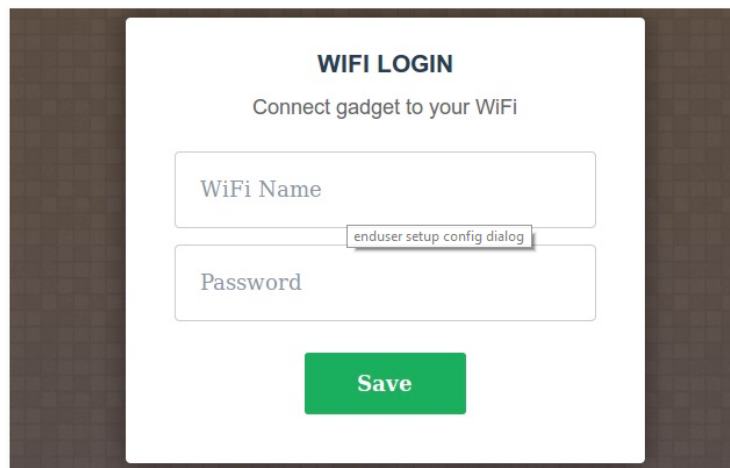 WIFI LOGIN
Connect gadget to your WiFi
WiFi Name
enduser setup config dialog
Password
Save